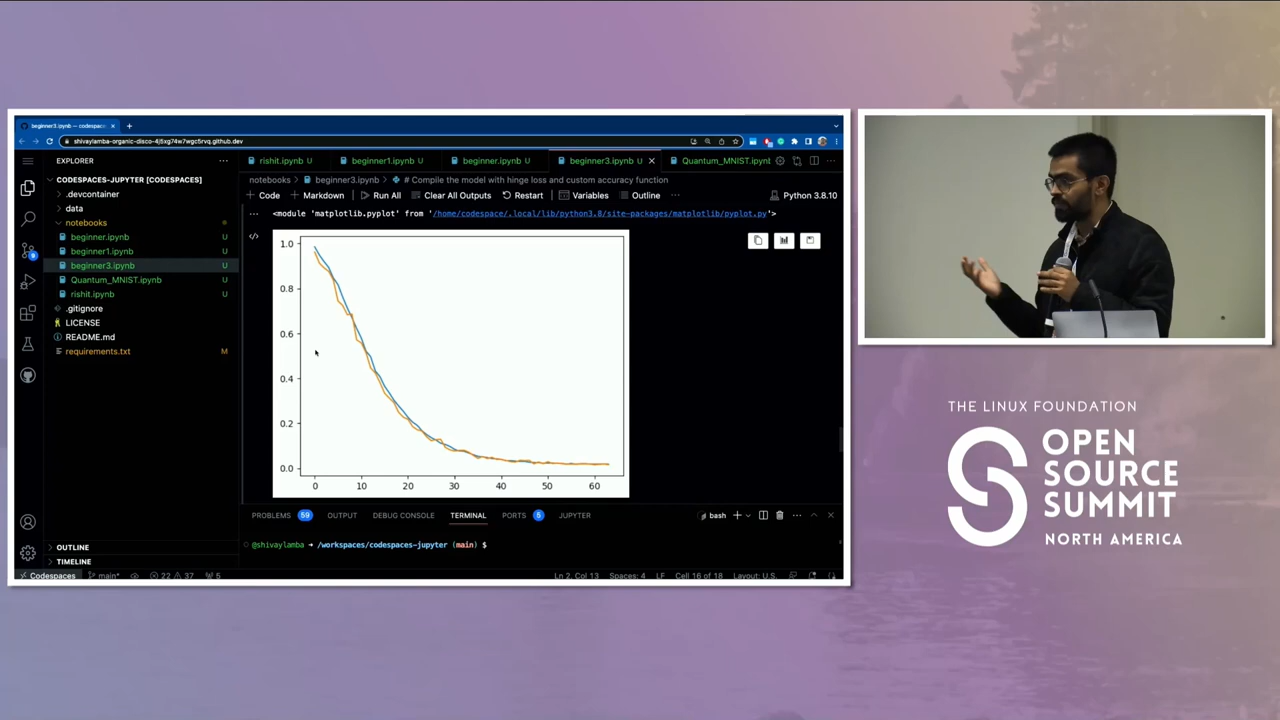 beginner3.ipynb — codespaces
shivaylamba-organic-disco-4j5xg74w7wgc5rvq.github.dev
EXPLORER
CODESPACES-JUPYTER [CODESPACES]
.devcontainer
data
notebooks
beginner.ipynb U
beginner1.ipynb U
beginner3.ipynb U
Quantum_MNIST.ipynb U
rishit.ipynb U
.gitignore
LICENSE
README.md
requirements.txt M
OUTLINE
TIMELINE
9
rishit.ipynb U
beginner1.ipynb U
beginner.ipynb U
beginner3.ipynb U
Quantum_MNIST.ipynb
notebooks > beginner3.ipynb > # Compile the model with hinge loss and custom accuracy function
+ Code + Markdown Run All Clear All Outputs Restart Variables Outline ··· Python 3.8.10
<module 'matplotlib.pyplot' from '/home/codespace/.local/lib/python3.8/site-packages/matplotlib/pyplot.py'>
1.0
0.8
0.6
0.4
0.2
0.0
0 10 20 30 40 50 60
PROBLEMS 59 OUTPUT DEBUG CONSOLE TERMINAL PORTS 5 JUPYTER bash
@shivaylamba → /workspaces/codespaces-jupyter (main) $
Codespaces main* 22 37 5 Ln 2, Col 13 Spaces: 4 LF Cell 16 of 18 Layout: U.S.
THE LINUX FOUNDATION
OPEN
SOURCE
SUMMIT
NORTH AMERICA